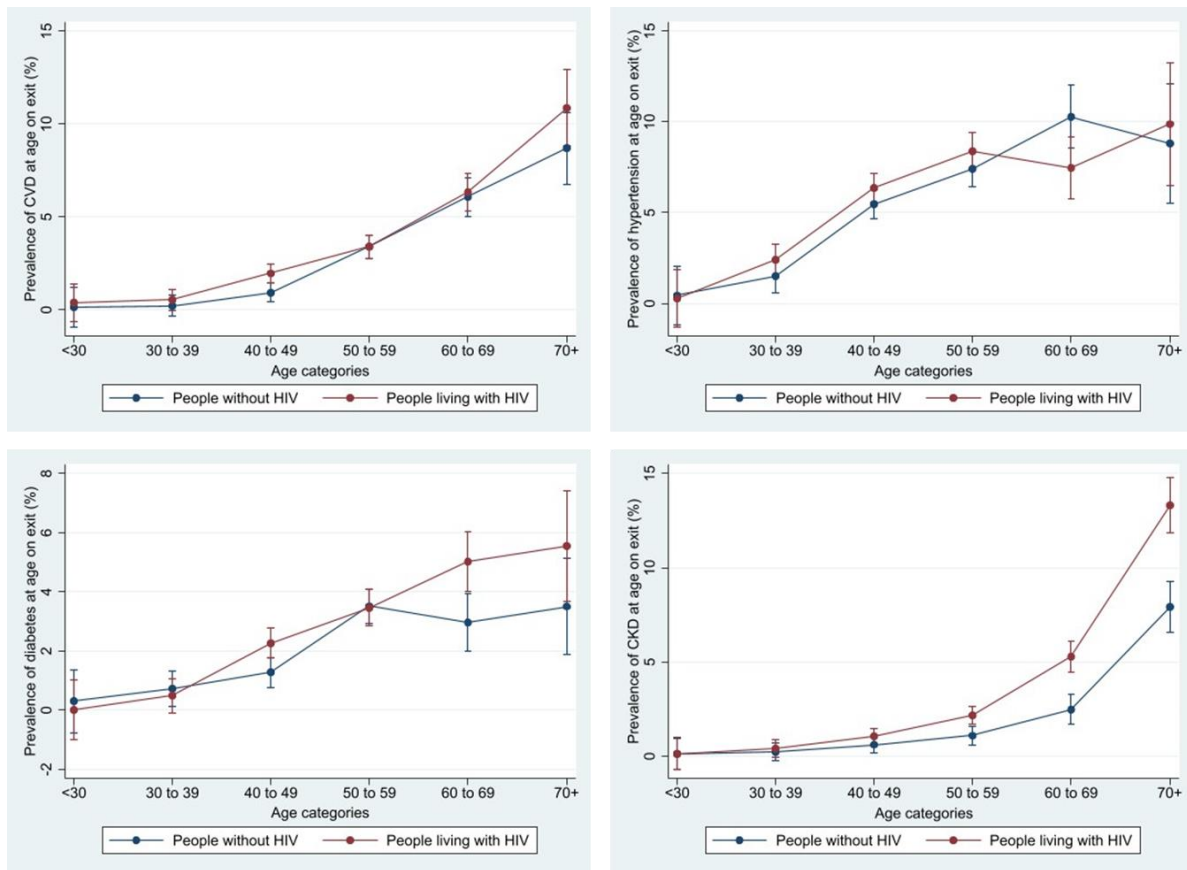 Prevalence of CVD at age on exit (%)
15
10
5
0
<30 30 to 39 40 to 49 50 to 59 60 to 69 70+
Age categories
People without HIV People living with HIV
Prevalence of hypertension at age on exit (%)
15
10
5
0
<30 30 to 39 40 to 49 50 to 59 60 to 69 70+
Age categories
People without HIV People living with HIV
Prevalence of diabetes at age on exit (%)
8
6
4
2
0
-2
<30 30 to 39 40 to 49 50 to 59 60 to 69 70+
Age categories
People without HIV People living with HIV
Prevalence of CKD at age on exit (%)
15
10
5
0
<30 30 to 39 40 to 49 50 to 59 60 to 69 70+
Age categories
People without HIV People living with HIV